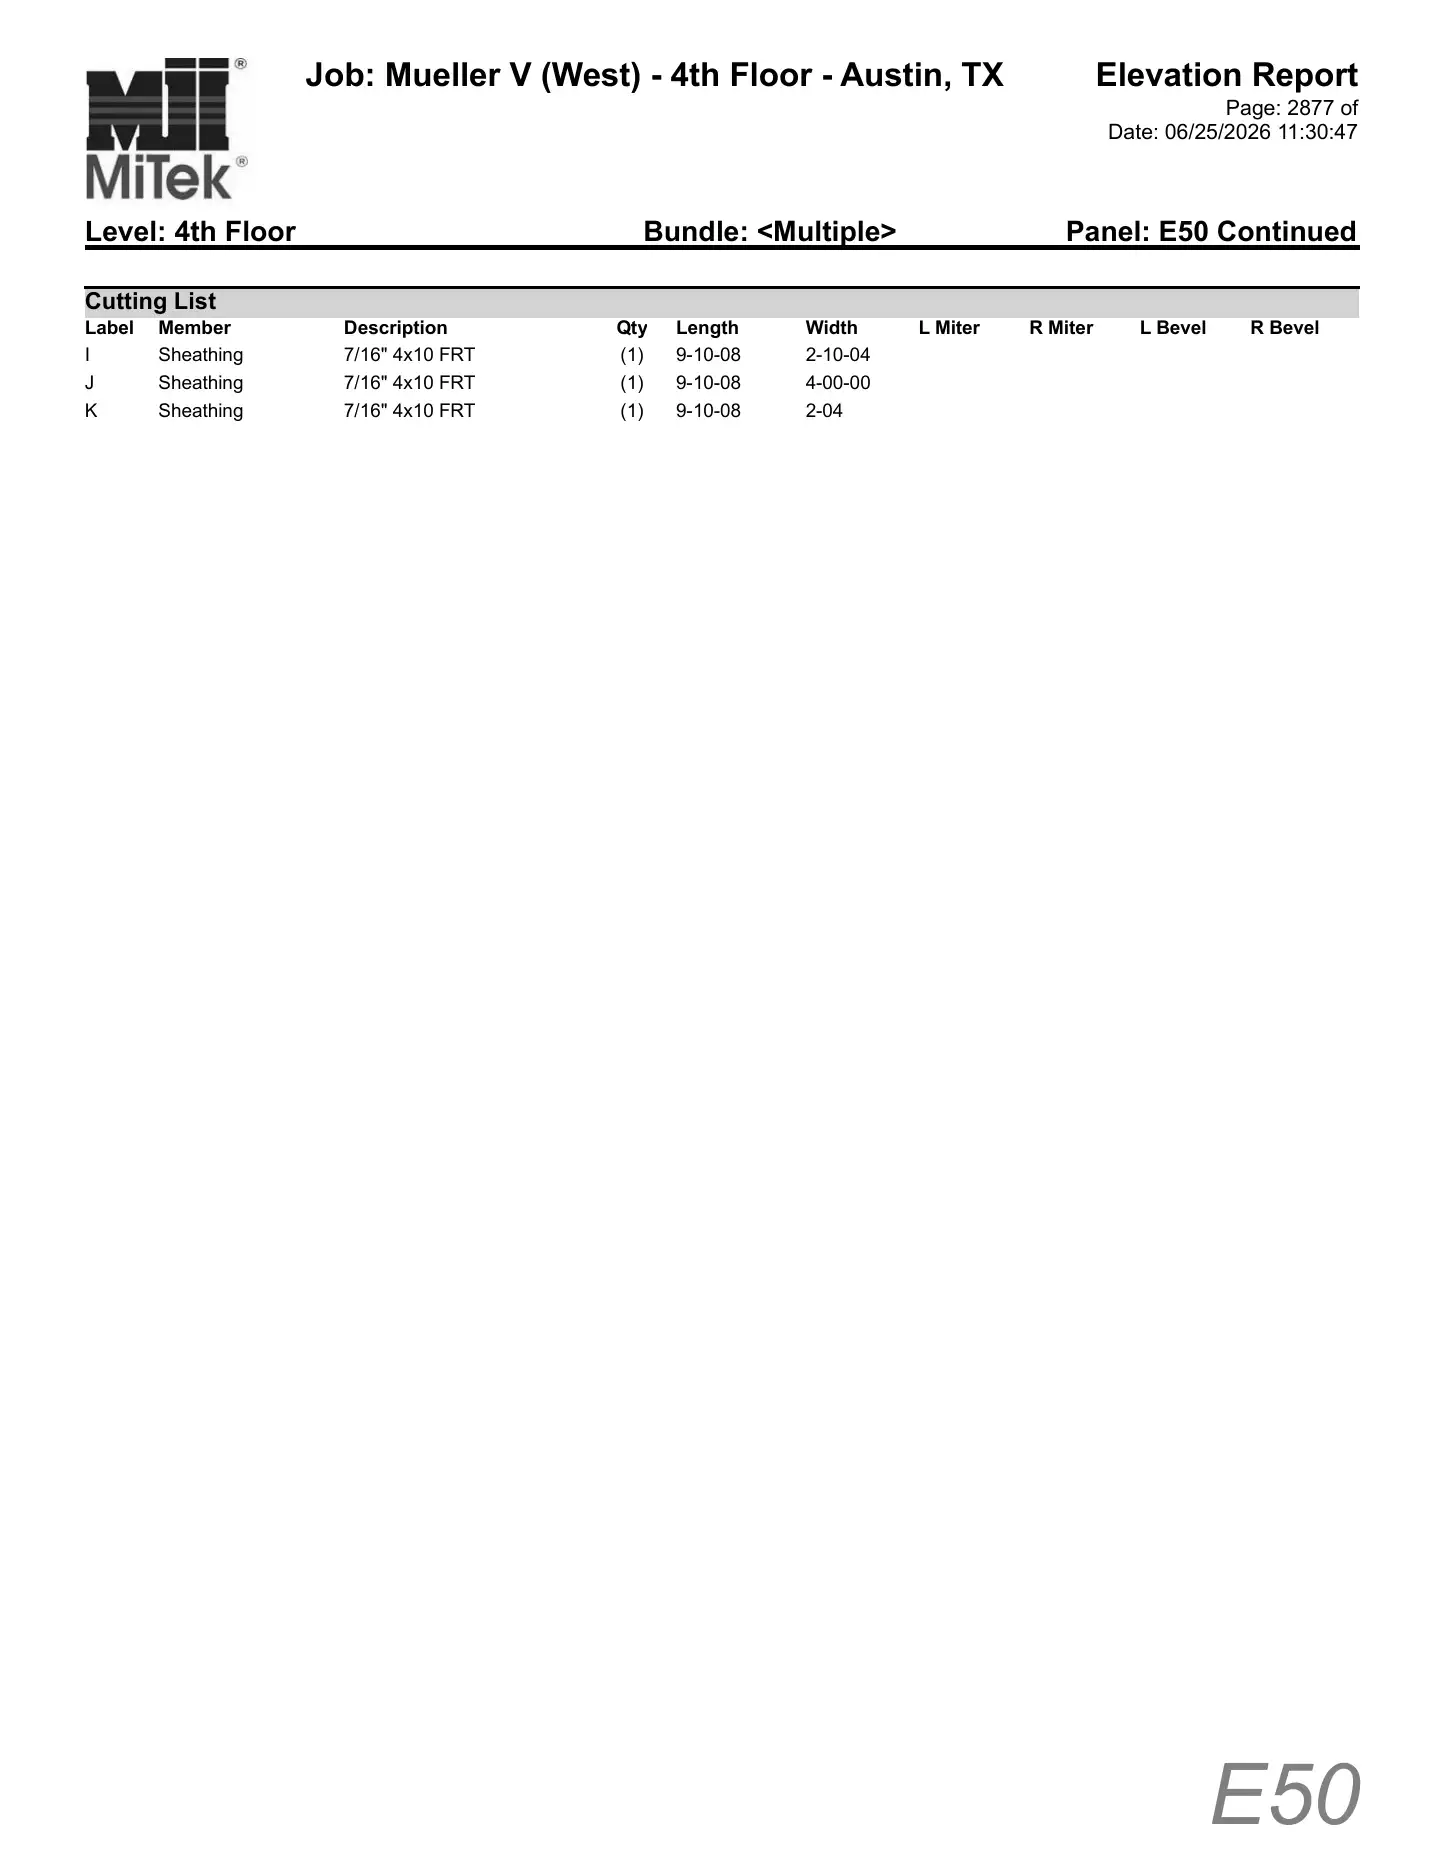 MiTek®
Job: Mueller V (West) - 4th Floor - Austin, TX
Elevation Report
Page: 2877 of
Date: 06/25/2026 11:30:47
Level: 4th Floor Bundle: <Multiple> Panel: E50 Continued
Cutting List
Label Member Description Qty Length Width L Miter R Miter L Bevel R Bevel
I Sheathing 7/16" 4x10 FRT (1) 9-10-08 2-10-04
J Sheathing 7/16" 4x10 FRT (1) 9-10-08 4-00-00
K Sheathing 7/16" 4x10 FRT (1) 9-10-08 2-04
E50